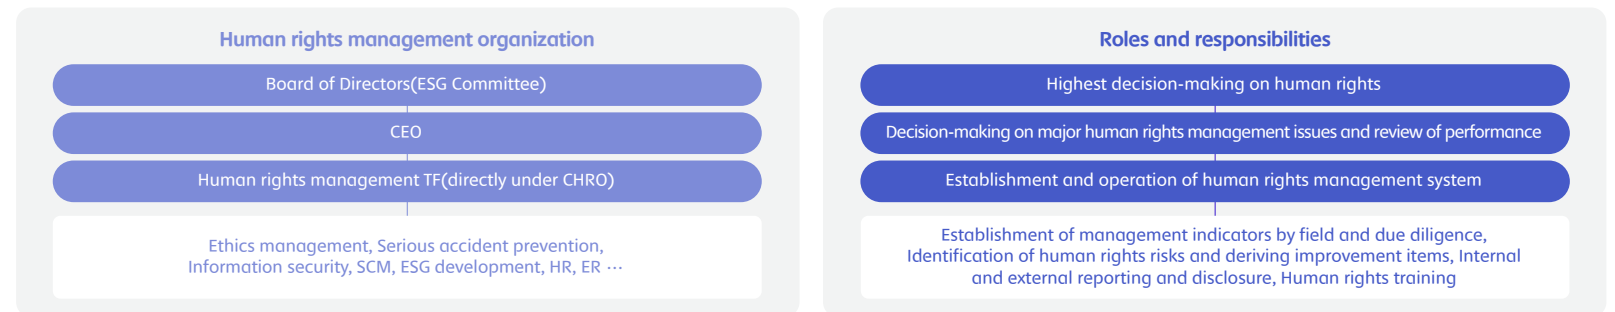 Human rights management organization
Board of Directors(ESG Committee)
CEO
Human rights management TF(directly under CHRO)
Ethics management, Serious accident prevention,
Information security, SCM, ESG development, HR, ER ⋯
Roles and responsibilities
Highest decision-making on human rights
Decision-making on major human rights management issues and review of performance
Establishment and operation of human rights management system
Establishment of management indicators by field and due diligence,
Identification of human rights risks and deriving improvement items, Internal
and external reporting and disclosure, Human rights training